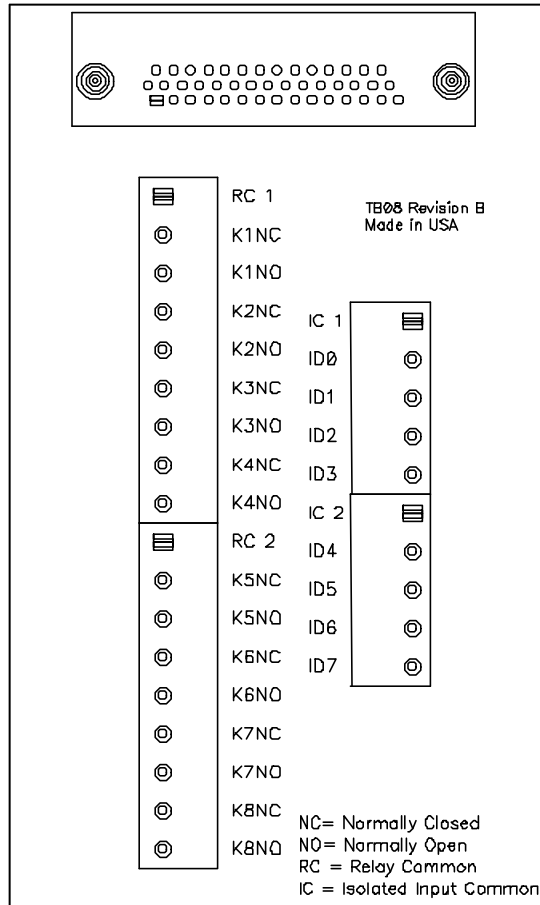 RC 1
K1NC
K1NO
K2NC
K2NO
K3NC
K3NO
K4NC
K4NO
RC 2
K5NC
K5NO
K6NC
K6NO
K7NC
K7NO
K8NC
K8NO
TB08 Revision B
Made in USA
IC 1
ID0
ID1
ID2
ID3
IC 2
ID4
ID5
ID6
ID7
NC= Normally Closed
NO= Normally Open
RC = Relay Common
IC = Isolated Input Common